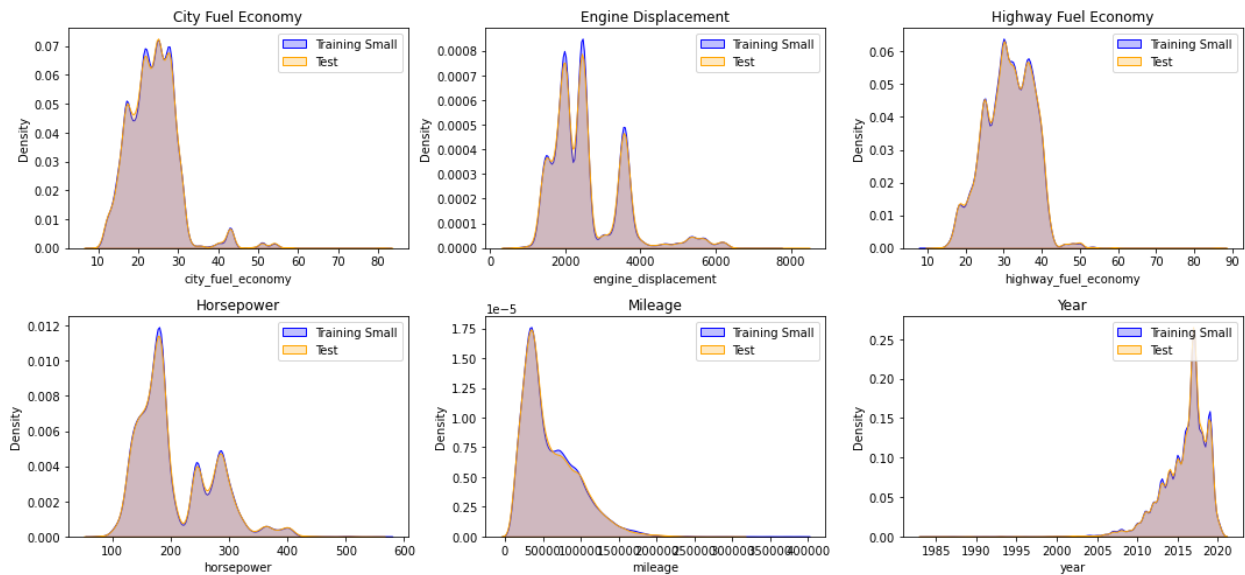 City Fuel Economy
Training Small
Test
Density
0.07
0.06
0.05
0.04
0.03
0.02
0.01
0.00
10 20 30 40 50 60 70 80
city_fuel_economy
Engine Displacement
Training Small
Test
Density
0.0008
0.0007
0.0006
0.0005
0.0004
0.0003
0.0002
0.0001
0.0000
0 2000 4000 6000 8000
engine_displacement
Highway Fuel Economy
Training Small
Test
Density
0.06
0.05
0.04
0.03
0.02
0.01
0.00
10 20 30 40 50 60 70 80 90
highway_fuel_economy
Horsepower
Training Small
Test
Density
0.012
0.010
0.008
0.006
0.004
0.002
0.000
100 200 300 400 500 600
horsepower
Mileage
1e−5
Training Small
Test
Density
1.75
1.50
1.25
1.00
0.75
0.50
0.25
0.00
0 50000 100000 150000 200000 250000 300000 350000 400000
mileage
Year
Training Small
Test
Density
0.25
0.20
0.15
0.10
0.05
0.00
1985 1990 1995 2000 2005 2010 2015 2020
year